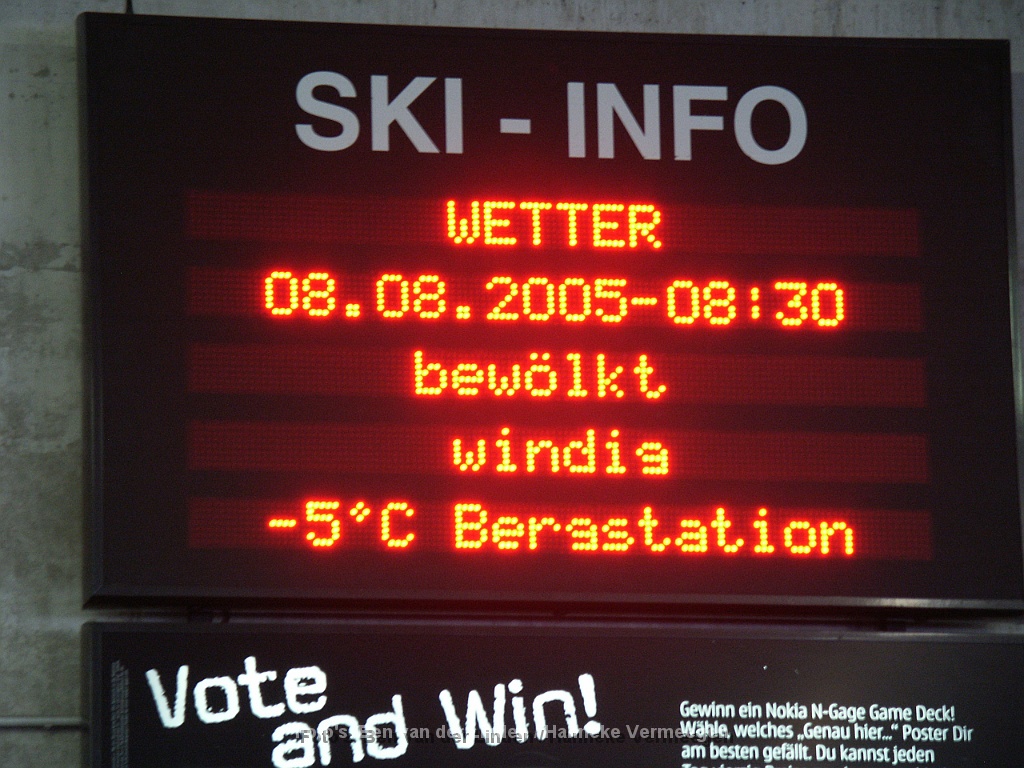 SKI - INFO
WETTER
08.08.2005-08:30
bewölkt
windig
-5°C Bergstation
Vote
and Win!
Gewinn ein Nokia N-Gage Game Deck!
Wähle, welches „Genau hier..." Poster Dir
am besten gefällt. Du kannst jeden